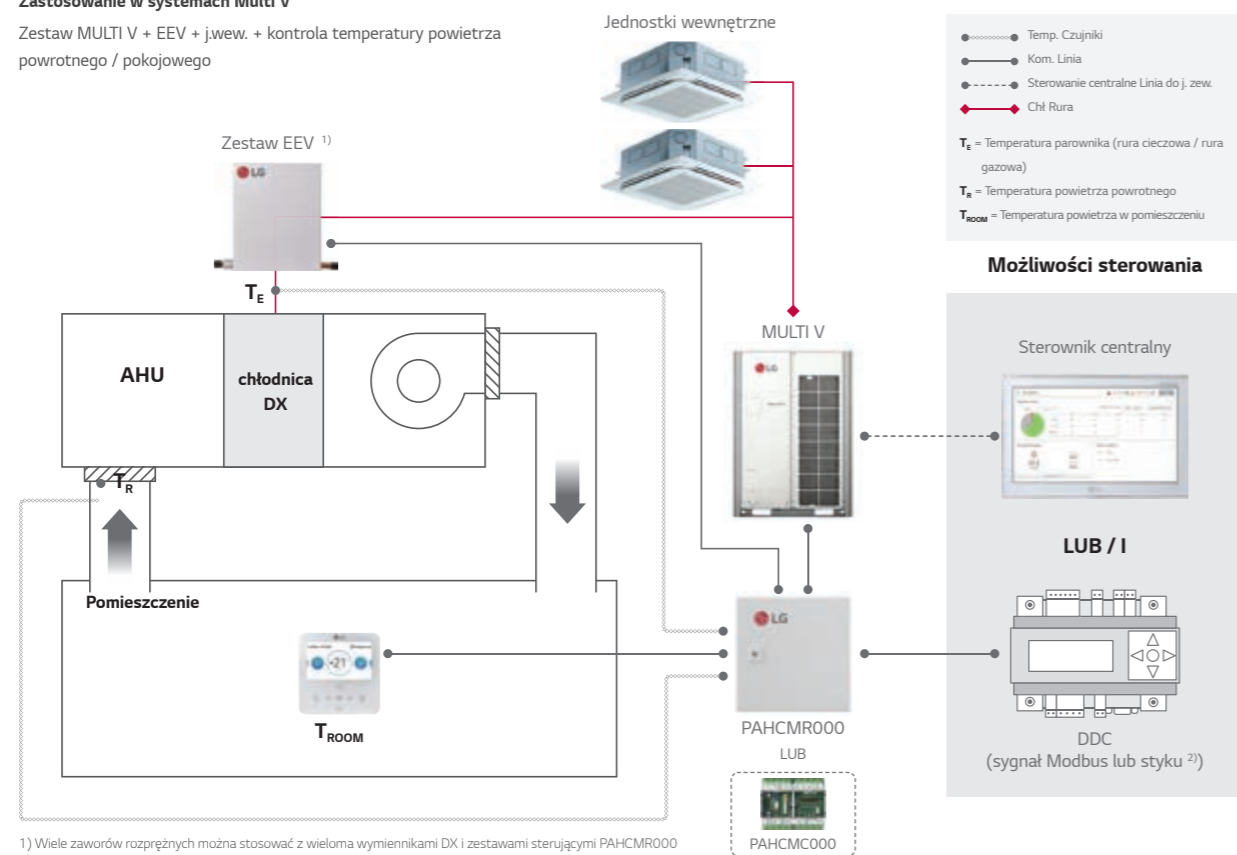 Zastosowanie w systemach Multi V
Zestaw MULTI V + EEV + j.wew. + kontrola temperatury powietrza
powrotnego / pokojowego
Jednostki wewnętrzne
Temp. Czujniki
Kom. Linia
Sterowanie centralne Linia do j. zew.
Chł Rura
TE = Temperatura parownika (rura cieczowa / rura
gazowa)
TR = Temperatura powietrza powrotnego
TROOM = Temperatura powietrza w pomieszczeniu
Zestaw EEV 1)
LG
TE
AHU
chłodnica
DX
TR
Pomieszczenie
21
TROOM
MULTI V
LG
LG
PAHCMR000
LUB
PAHCMC000
Możliwości sterowania
Sterownik centralny
LUB / I
DDC
(sygnał Modbus lub styku 2))
1) Wiele zaworów rozprężnych można stosować z wieloma wymiennikami DX i zestawami sterującymi PAHCMR000